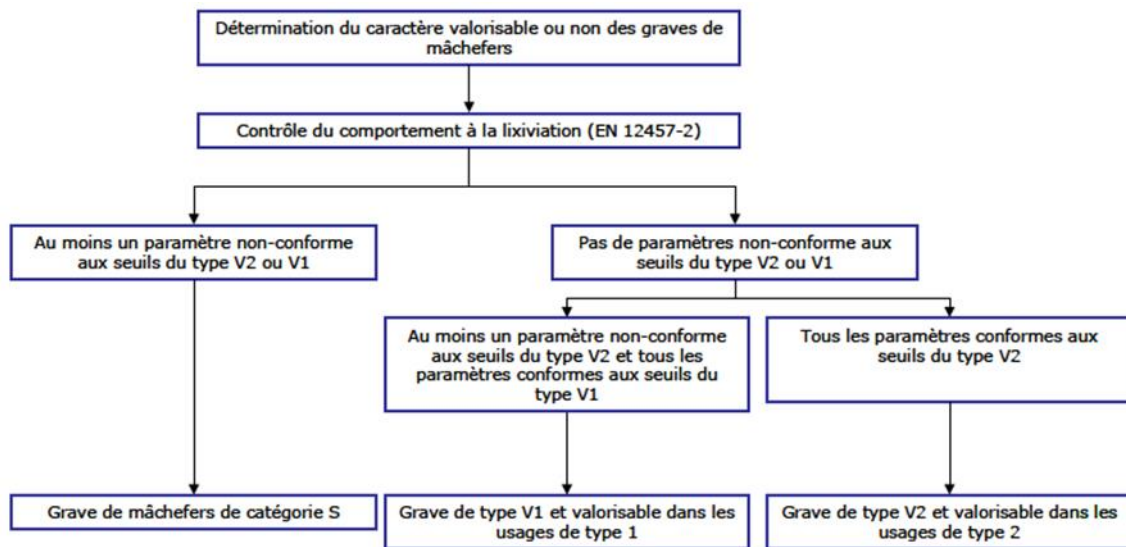 Détermination du caractère valorisable ou non des graves de
mâchefers
Contrôle du comportement à la lixiviation (EN 12457-2)
Au moins un paramètre non-conforme
aux seuils du type V2 ou V1
Pas de paramètres non-conforme aux
seuils du type V2 ou V1
Au moins un paramètre non-conforme
aux seuils du type V2 et tous les
paramètres conformes aux seuils du
type V1
Tous les paramètres conformes aux
seuils du type V2
Grave de mâchefers de catégorie S
Grave de type V1 et valorisable dans les
usages de type 1
Grave de type V2 et valorisable dans les
usages de type 2